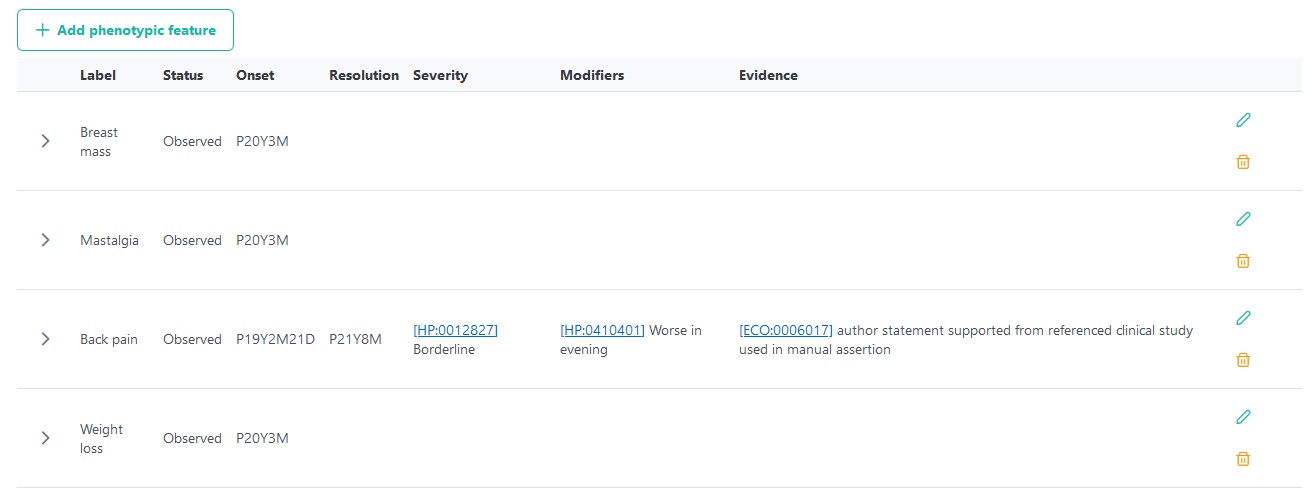 Add phenotypic feature
Label Status Onset Resolution Severity Modifiers Evidence
Breast
mass
Observed P20Y3M
Mastalgia Observed P20Y3M
Back pain Observed P19Y2M21D P21Y8M
[HP:0012827]
Borderline
[HP:0410401] Worse in
evening
[ECO:0006017] author statement supported from referenced clinical study
used in manual assertion
Weight
loss
Observed P20Y3M